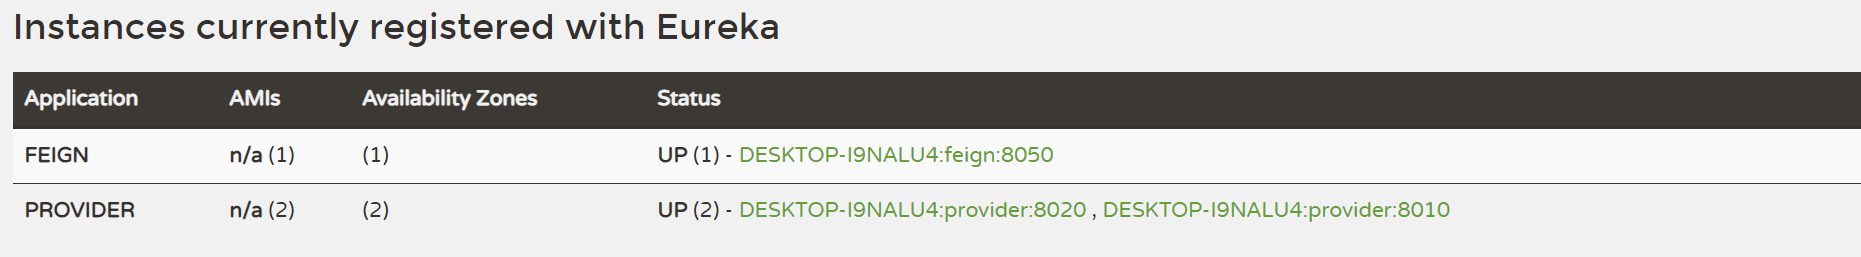 Instances currently registered with Eureka
Application AMIs Availability Zones Status
FEIGN n/a (1) (1) UP (1) - DESKTOP-I9NALU4:feign:8050
PROVIDER n/a (2) (2) UP (2) - DESKTOP-I9NALU4:provider:8020 , DESKTOP-I9NALU4:provider:8010